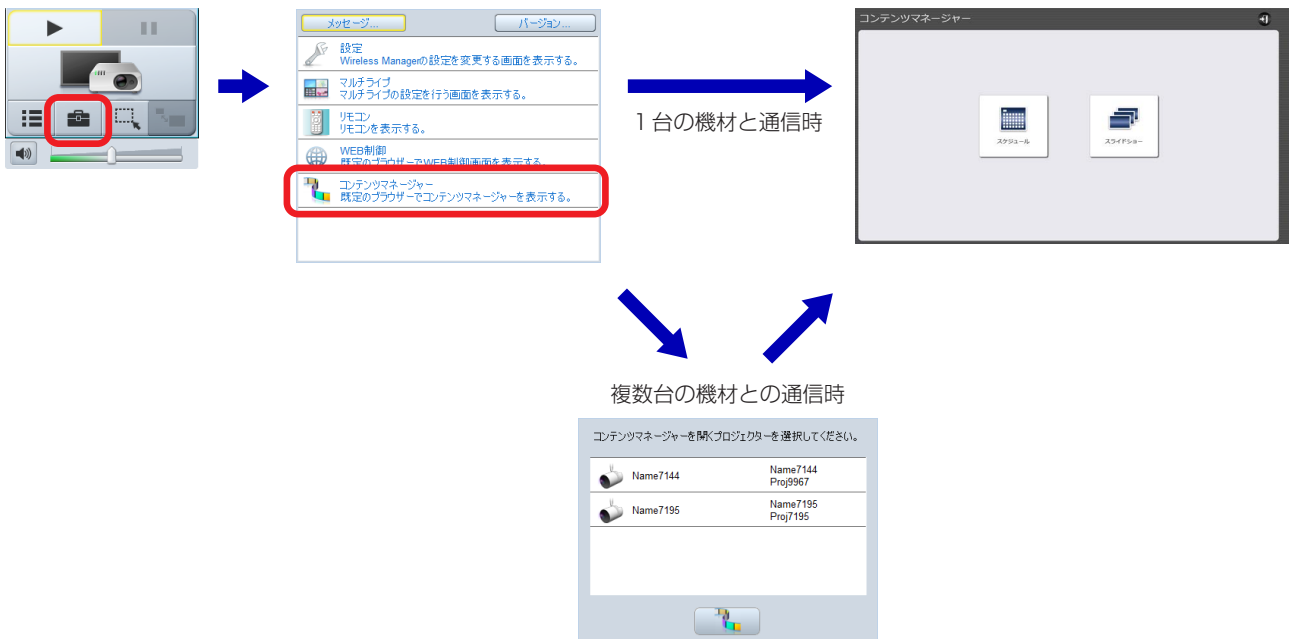 メッセージ...
バージョン...
設定
Wireless Managerの設定を変更する画面を表示する。
マルチライブ
マルチライブの設定を行う画面を表示する。
リモコン
リモコンを表示する。
WEB制御
既定のブラウザーでWEB制御画面を表示する。
コンテンツマネージャー
既定のブラウザーでコンテンツマネージャーを表示する。
1台の機材と通信時
コンテンツマネージャー
スケジュール
スライドショー
複数台の機材との通信時
コンテンツマネージャーを開くプロジェクターを選択してください。
Name7144
Name7144
Proj9967
Name7195
Name7195
Proj7195